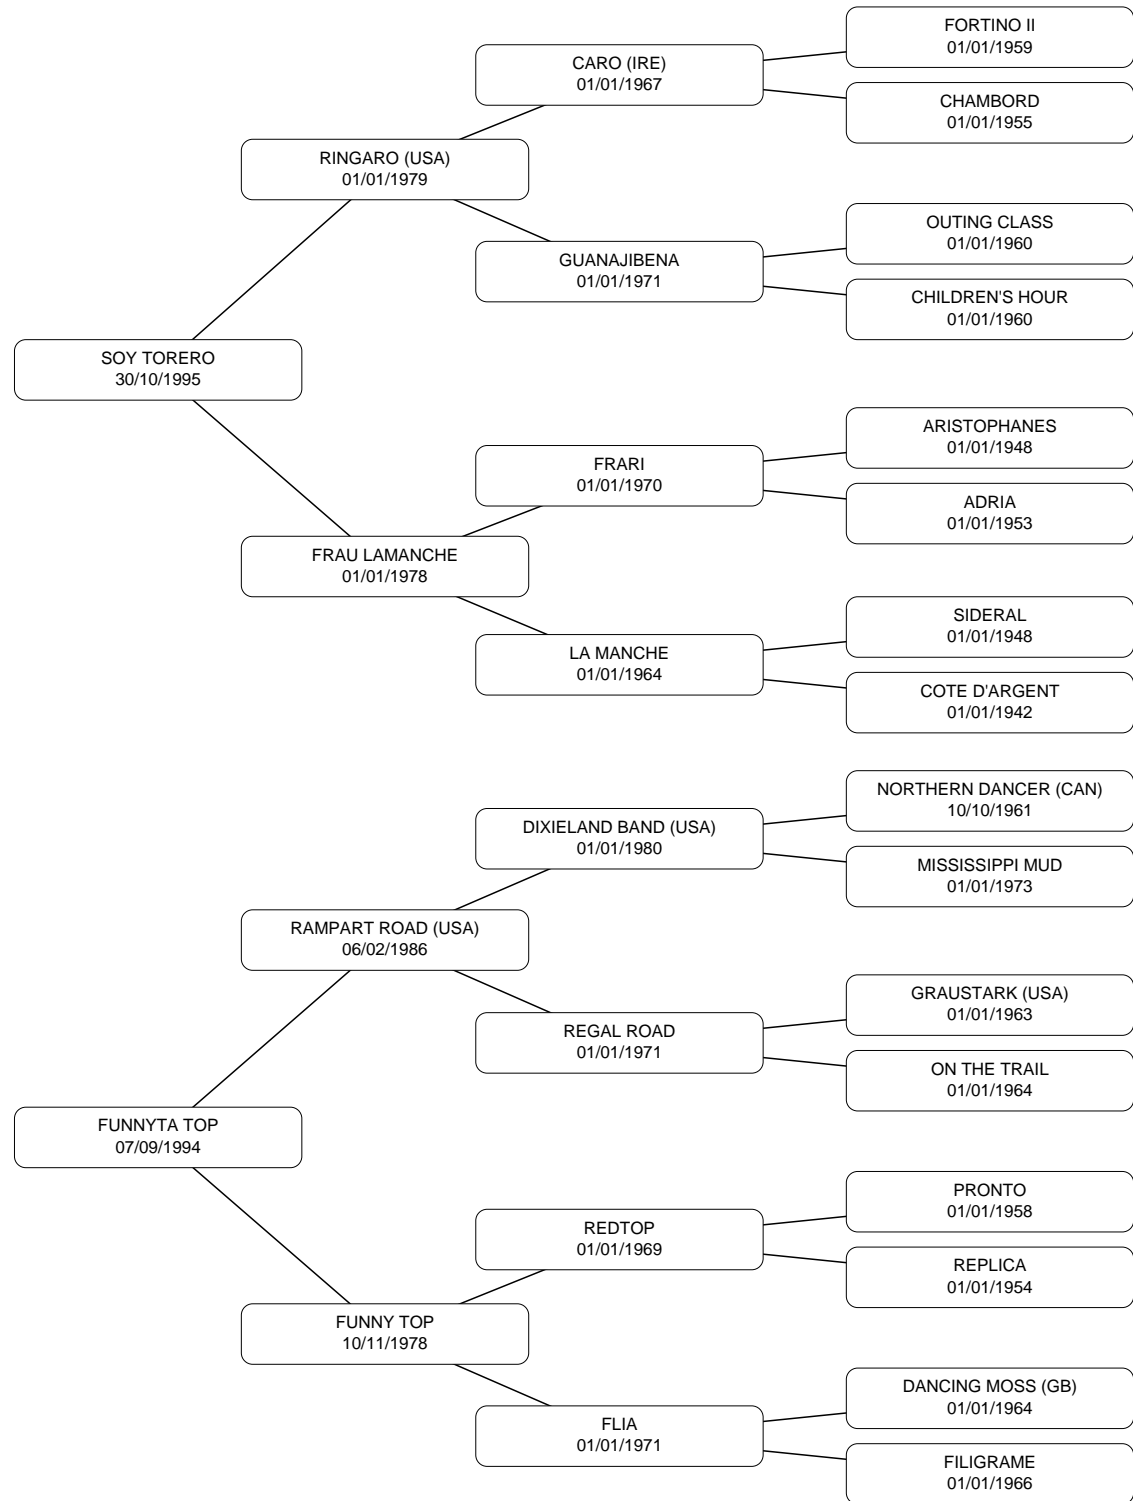 FORTINO II
01/01/1959
CARO (IRE)
01/01/1967
CHAMBORD
01/01/1955
RINGARO (USA)
01/01/1979
OUTING CLASS
01/01/1960
GUANAJIBENA
01/01/1971
CHILDREN'S HOUR
01/01/1960
SOY TORERO
30/10/1995
ARISTOPHANES
01/01/1948
FRARI
01/01/1970
ADRIA
01/01/1953
FRAU LAMANCHE
01/01/1978
SIDERAL
01/01/1948
LA MANCHE
01/01/1964
COTE D'ARGENT
01/01/1942
NORTHERN DANCER (CAN)
10/10/1961
DIXIELAND BAND (USA)
01/01/1980
MISSISSIPPI MUD
01/01/1973
RAMPART ROAD (USA)
06/02/1986
GRAUSTARK (USA)
01/01/1963
REGAL ROAD
01/01/1971
ON THE TRAIL
01/01/1964
FUNNYTA TOP
07/09/1994
PRONTO
01/01/1958
REDTOP
01/01/1969
REPLICA
01/01/1954
FUNNY TOP
10/11/1978
DANCING MOSS (GB)
01/01/1964
FLIA
01/01/1971
FILIGRAME
01/01/1966